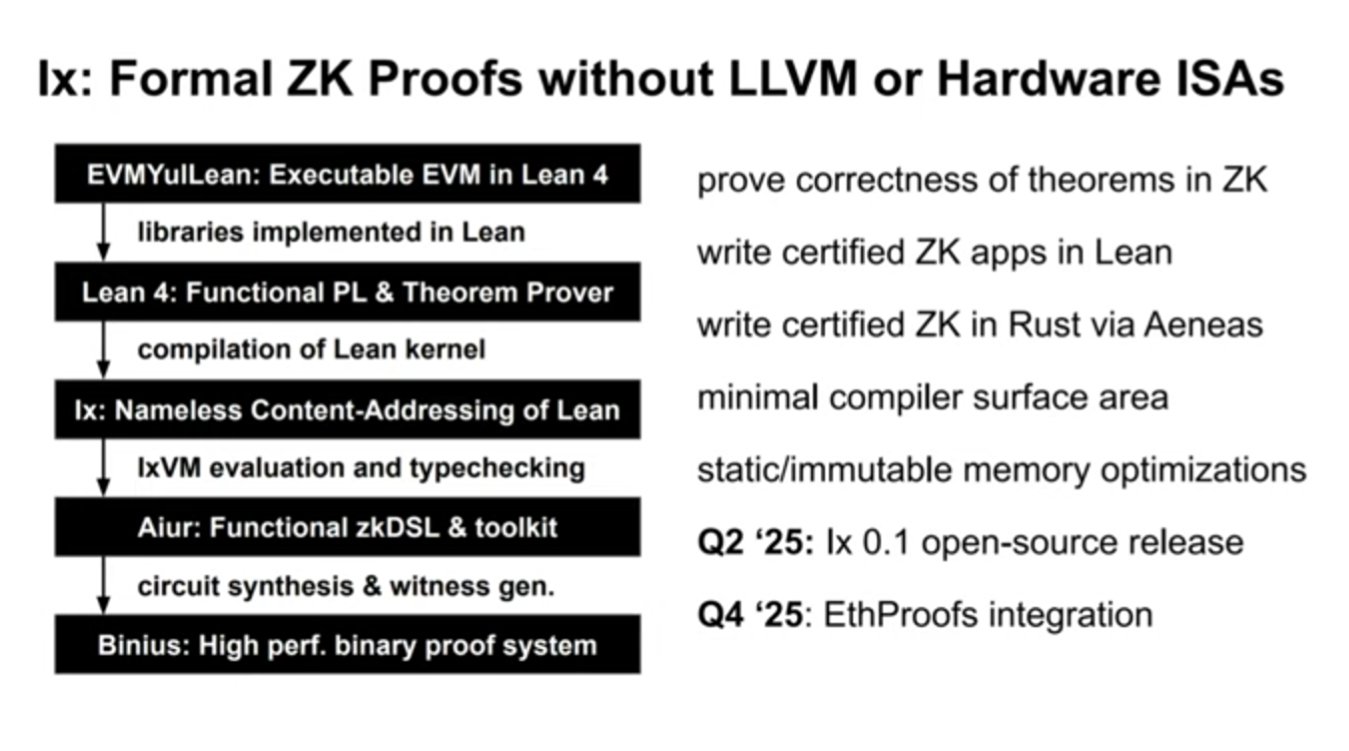 Ix: Formal ZK Proofs without LLVM or Hardware ISAs
EVMYulLean: Executable EVM in Lean 4
libraries implemented in Lean
Lean 4: Functional PL & Theorem Prover
compilation of Lean kernel
Ix: Nameless Content-Addressing of Lean
IxVM evaluation and typechecking
Aiur: Functional zkDSL & toolkit
circuit synthesis & witness gen.
Binius: High perf. binary proof system
prove correctness of theorems in ZK
write certified ZK apps in Lean
write certified ZK in Rust via Aeneas
minimal compiler surface area
static/immutable memory optimizations
Q2 ‘25: Ix 0.1 open-source release
Q4 ‘25: EthProofs integration